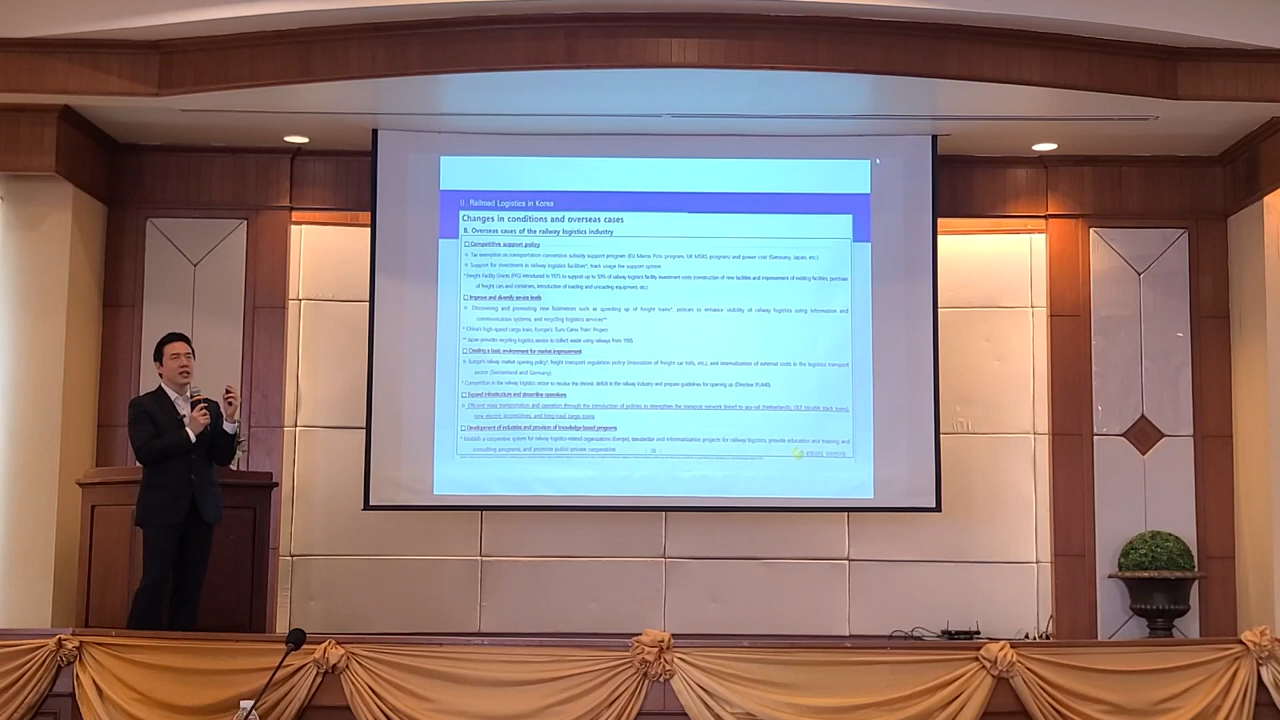 II. Railroad Logistics in Korea
Changes in conditions and overseas cases
B. Overseas cases of the railway logistics industry
□ Competitive support policy
Tax exemption on transportation conversion subsidy support program (EU Marco Polo program, UK MSRS program) and power cost (Germany, Japan, etc.)
Support for investment in railway logistics facilities*, track usage fee support system
* Freight Facility Grants (FFG) introduced in 1975 to support up to 50% of railway logistics facility investment costs (construction of new facilities and improvement of existing facilities, purchase
of freight cars and containers, introduction of loading and unloading equipment, etc.)
□ Improve and diversify service levels
Discovering and promoting new businesses such as speeding up of freight trains*, policies to enhance visibility of railway logistics using information and
communication systems, and recycling logistics services**
* China's high-speed cargo train, Europe's 'Euro Carex Train' Project
** Japan provides recycling logistics service to collect waste using railways from 1995
□ Creating a basic environment for market improvement
Europe's railway market opening policy*, freight transport regulation policy (imposition of freight car tolls, etc.), and internalization of external costs in the logistics transport
sector (Switzerland and Germany)
* Competition in the railway logistics sector to resolve the chronic deficit in the railway industry and prepare guidelines for opening up (Directive 91/440)
□ Expand infrastructure and streamline operations
Efficient mass transportation and operation through the introduction of policies to strengthen the transport network linked to sea-rail (Netherlands), DST (double stack trains),
new electric locomotives, and long-haul cargo trains
□ Development of industries and provision of knowledge-based programs
* Establish a cooperative system for railway logistics-related organizations (Europe), standardize and informatization projects for railway logistics, provide education and training and
consulting programs, and promote public-private cooperation